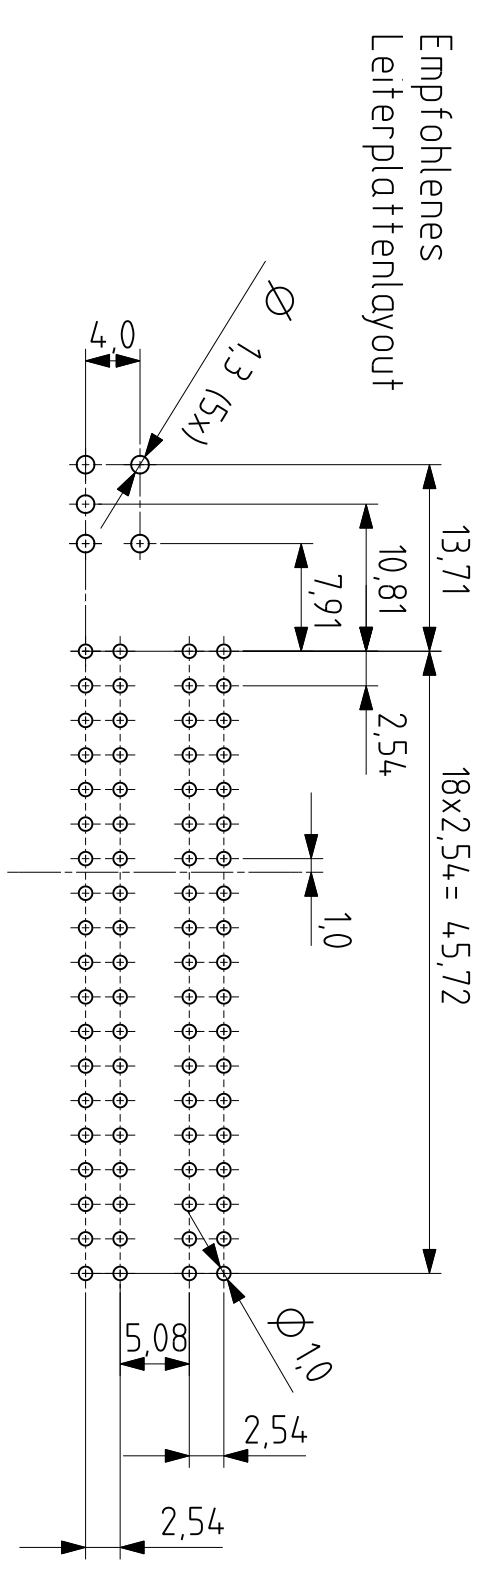 Empfohlenes
Leiterplattenlayout
Ø 1,3 (5x)
4,0
13,71
10,81
7,91
2,54
18x2,54= 45,72
1,0
Ø 1,0
5,08
2,54
2,54